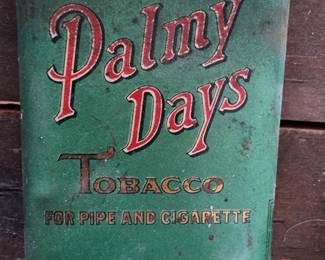 Palmy
Days
TOBACCO
FOR PIPE AND CIGARETTE